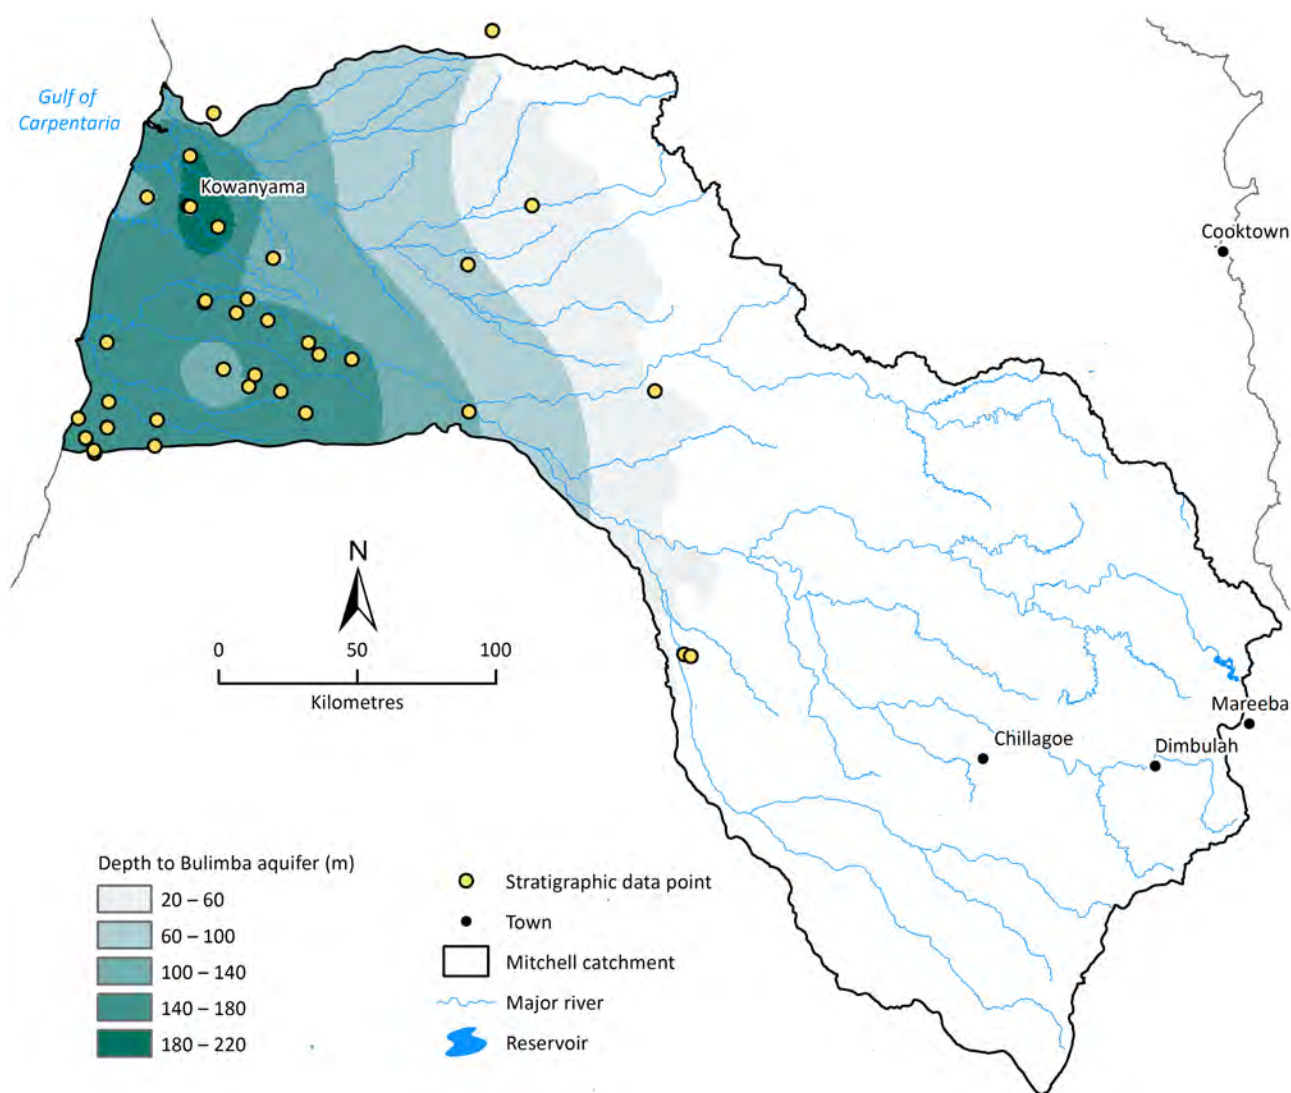 Gulf of
Carpentaria
Kowanyama
Cooktown
N
0 50 100
Kilometres
Mareeba
Chillagoe
Dimbulah
Depth to Bulimba aquifer (m)
20 – 60
60 – 100
100 – 140
140 – 180
180 – 220
Stratigraphic data point
Town
Mitchell catchment
Major river
Reservoir